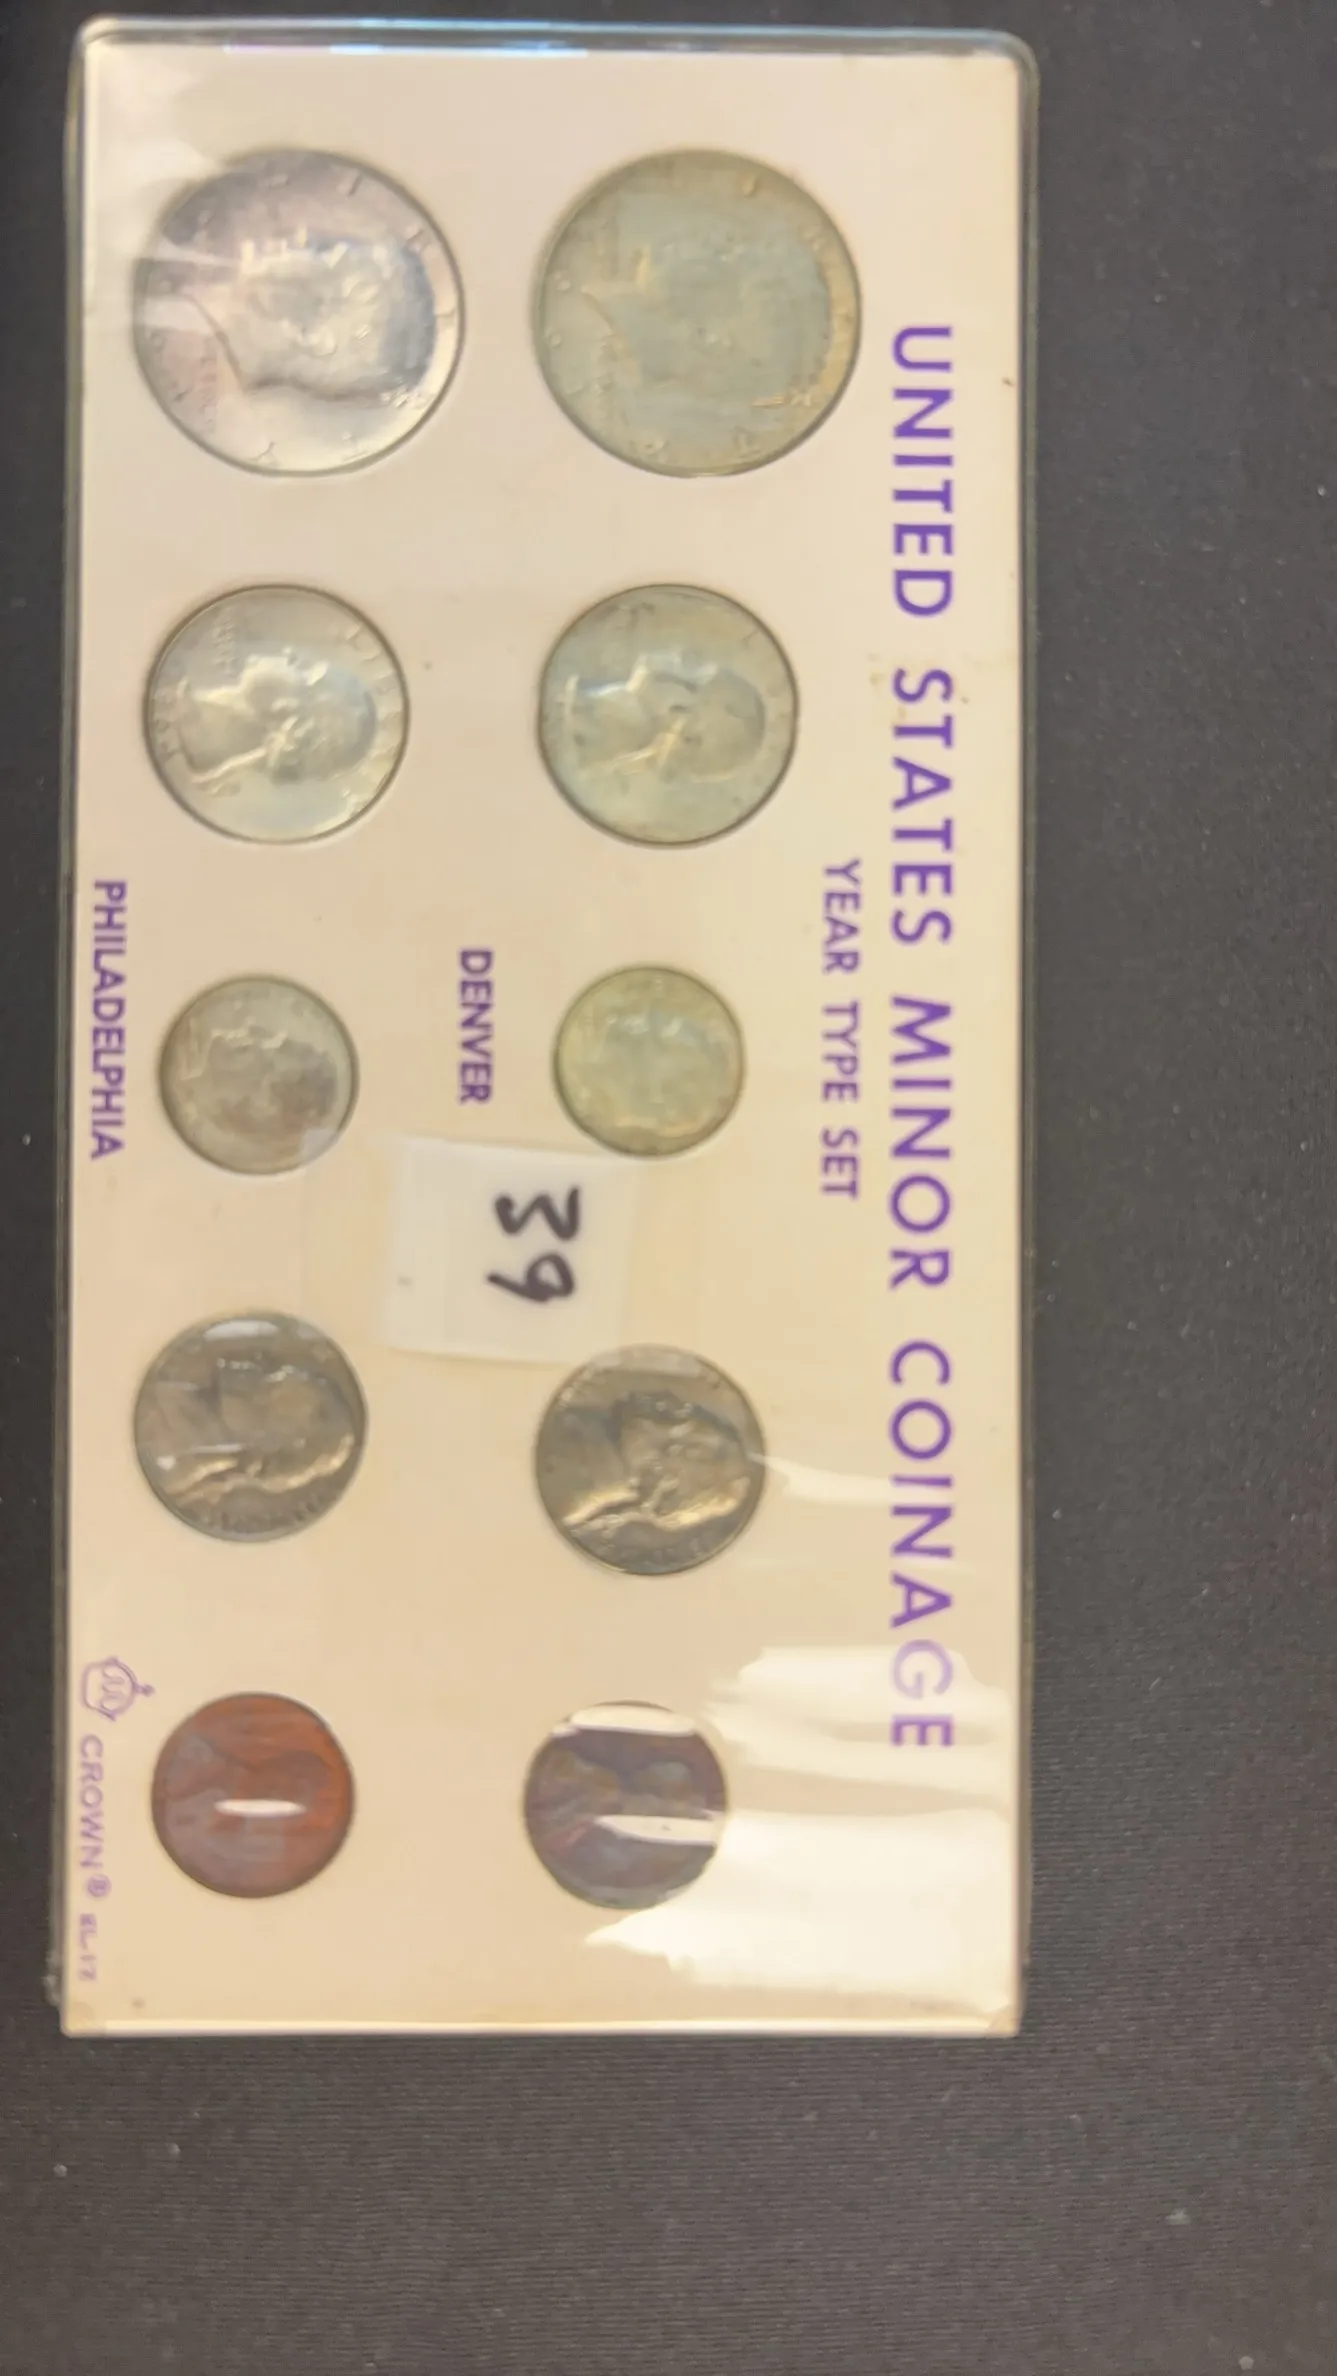 UNITED STATES MINOR COINAGE
YEAR TYPE SET
DENVER
39
PHILADELPHIA
CROWN®